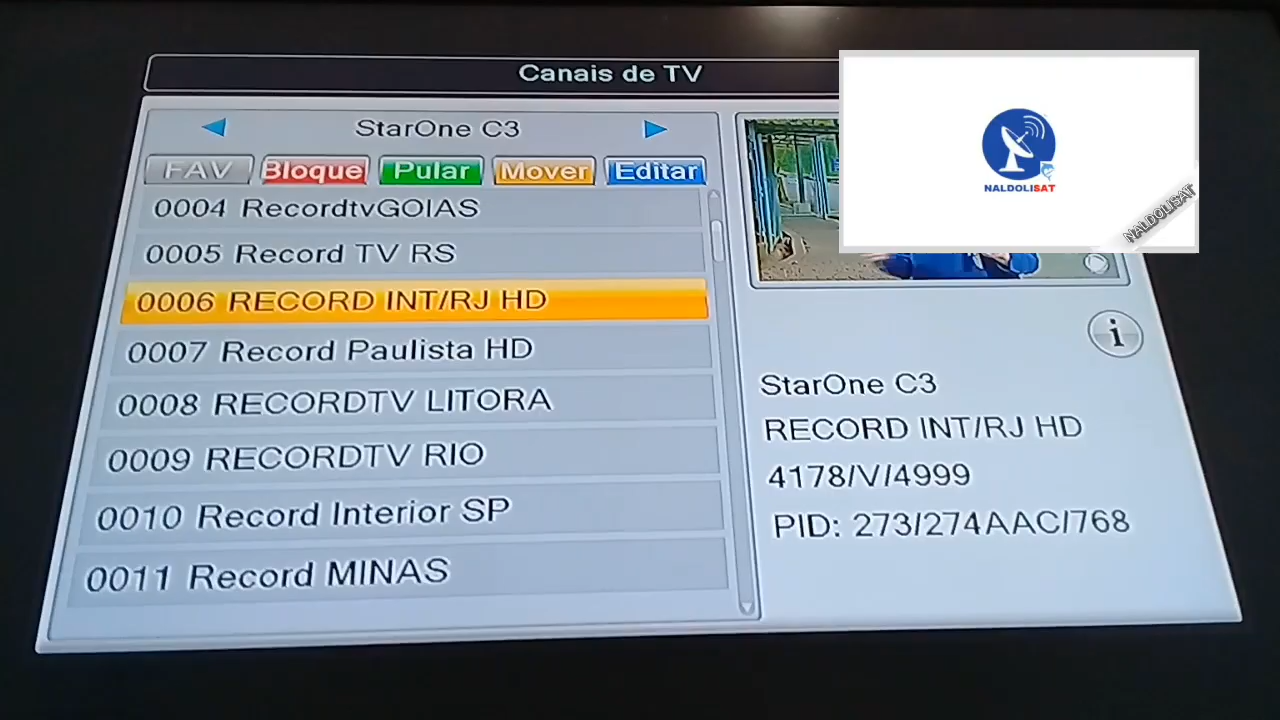 Canais de TV
StarOne C3
FAV Bloque Pular Mover Editar
0004 RecordtvGOIAS
0005 Record TV RS
0006 RECORD INT/RJ HD
0007 Record Paulista HD
0008 RECORDTV LITORA
0009 RECORDTV RIO
0010 Record Interior SP
0011 Record MINAS
NALDOLISAT
NALDOLISAT
i
StarOne C3
RECORD INT/RJ HD
4178/V/4999
PID: 273/274AAC/768